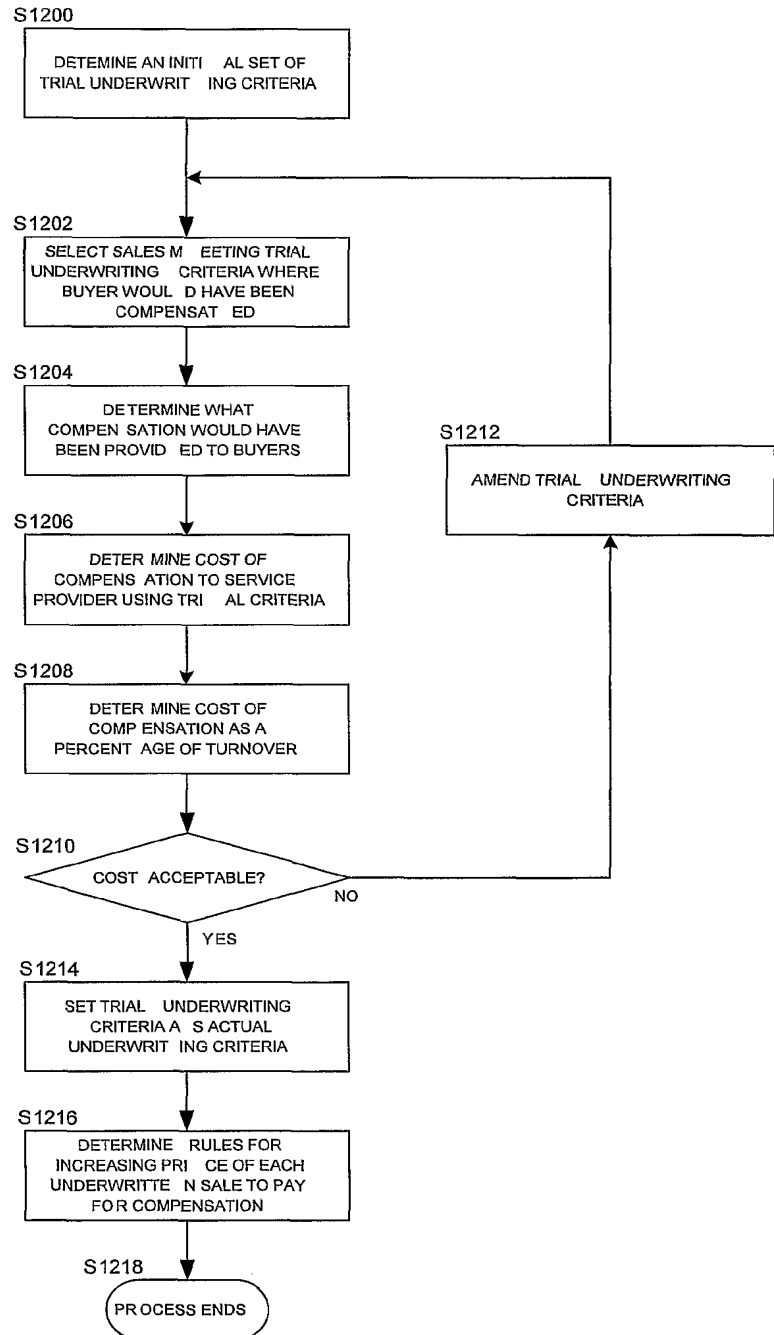 S1200
DETEMINE AN INITI AL SET OF
TRIAL UNDERWRIT ING CRITERIA
S1202
SELECT SALES M EETING TRIAL
UNDERWRITING CRITERIA WHERE
BUYER WOUL D HAVE BEEN
COMPENSAT ED
S1204
DETERMINE WHAT
COMPEN SATION WOULD HAVE
BEEN PROVID ED TO BUYERS
S1212
AMEND TRIAL UNDERWRITING
CRITERIA
S1206
DETER MINE COST OF
COMPENS ATION TO SERVICE
PROVIDER USING TRI AL CRITERIA
S1208
DETER MINE COST OF
COMP ENSATION AS A
PERCENT AGE OF TURNOVER
S1210
COST ACCEPTABLE?
NO
YES
S1214
SET TRIAL UNDERWRITING
CRITERIA A S ACTUAL
UNDERWRIT ING CRITERIA
S1216
DETERMINE RULES FOR
INCREASING PRI CE OF EACH
UNDERWRITTE N SALE TO PAY
FOR COMPENSATION
S1218
PROCESS ENDS